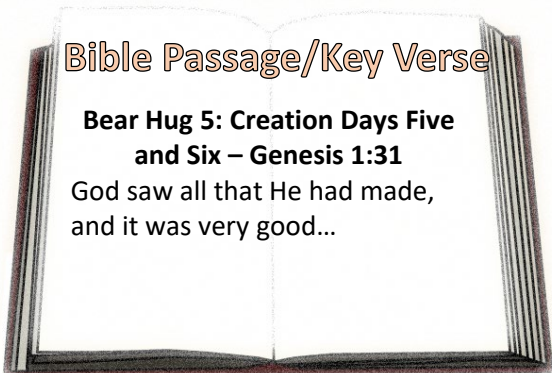 Bible Passage/Key Verse
Bear Hug 5: Creation Days Five
and Six – Genesis 1:31
God saw all that He had made,
and it was very good…